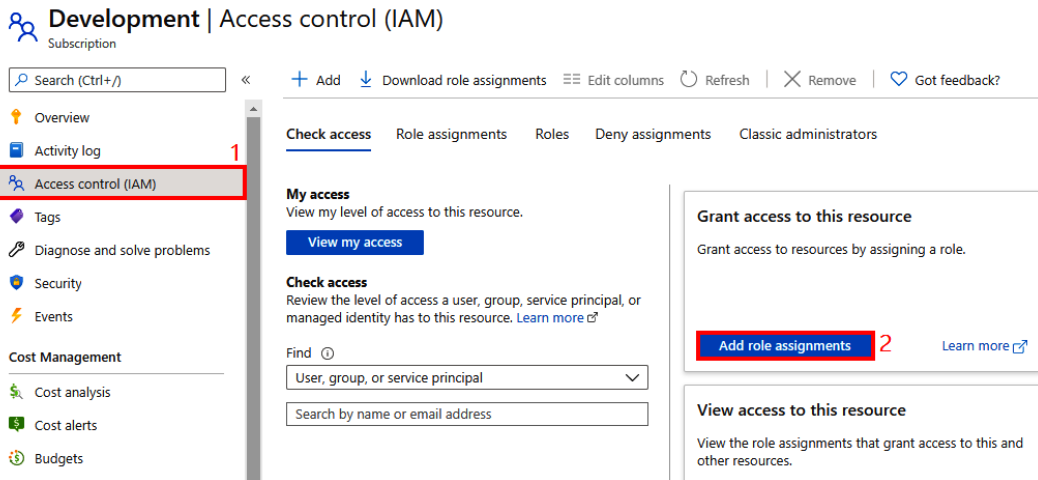 Development | Access control (IAM)
Subscription
Search (Ctrl+/)
«
Overview
Activity log
1
Access control (IAM)
Tags
Diagnose and solve problems
Security
Events
Cost Management
Cost analysis
Cost alerts
Budgets
Add
Download role assignments
Edit columns
Refresh
Remove
Got feedback?
Check access
Role assignments
Roles
Deny assignments
Classic administrators
My access
View my level of access to this resource.
View my access
Check access
Review the level of access a user, group, service principal, or
managed identity has to this resource. Learn more
Find
User, group, or service principal
Search by name or email address
Grant access to this resource
Grant access to resources by assigning a role.
Add role assignments
2
Learn more
View access to this resource
View the role assignments that grant access to this and
other resources.